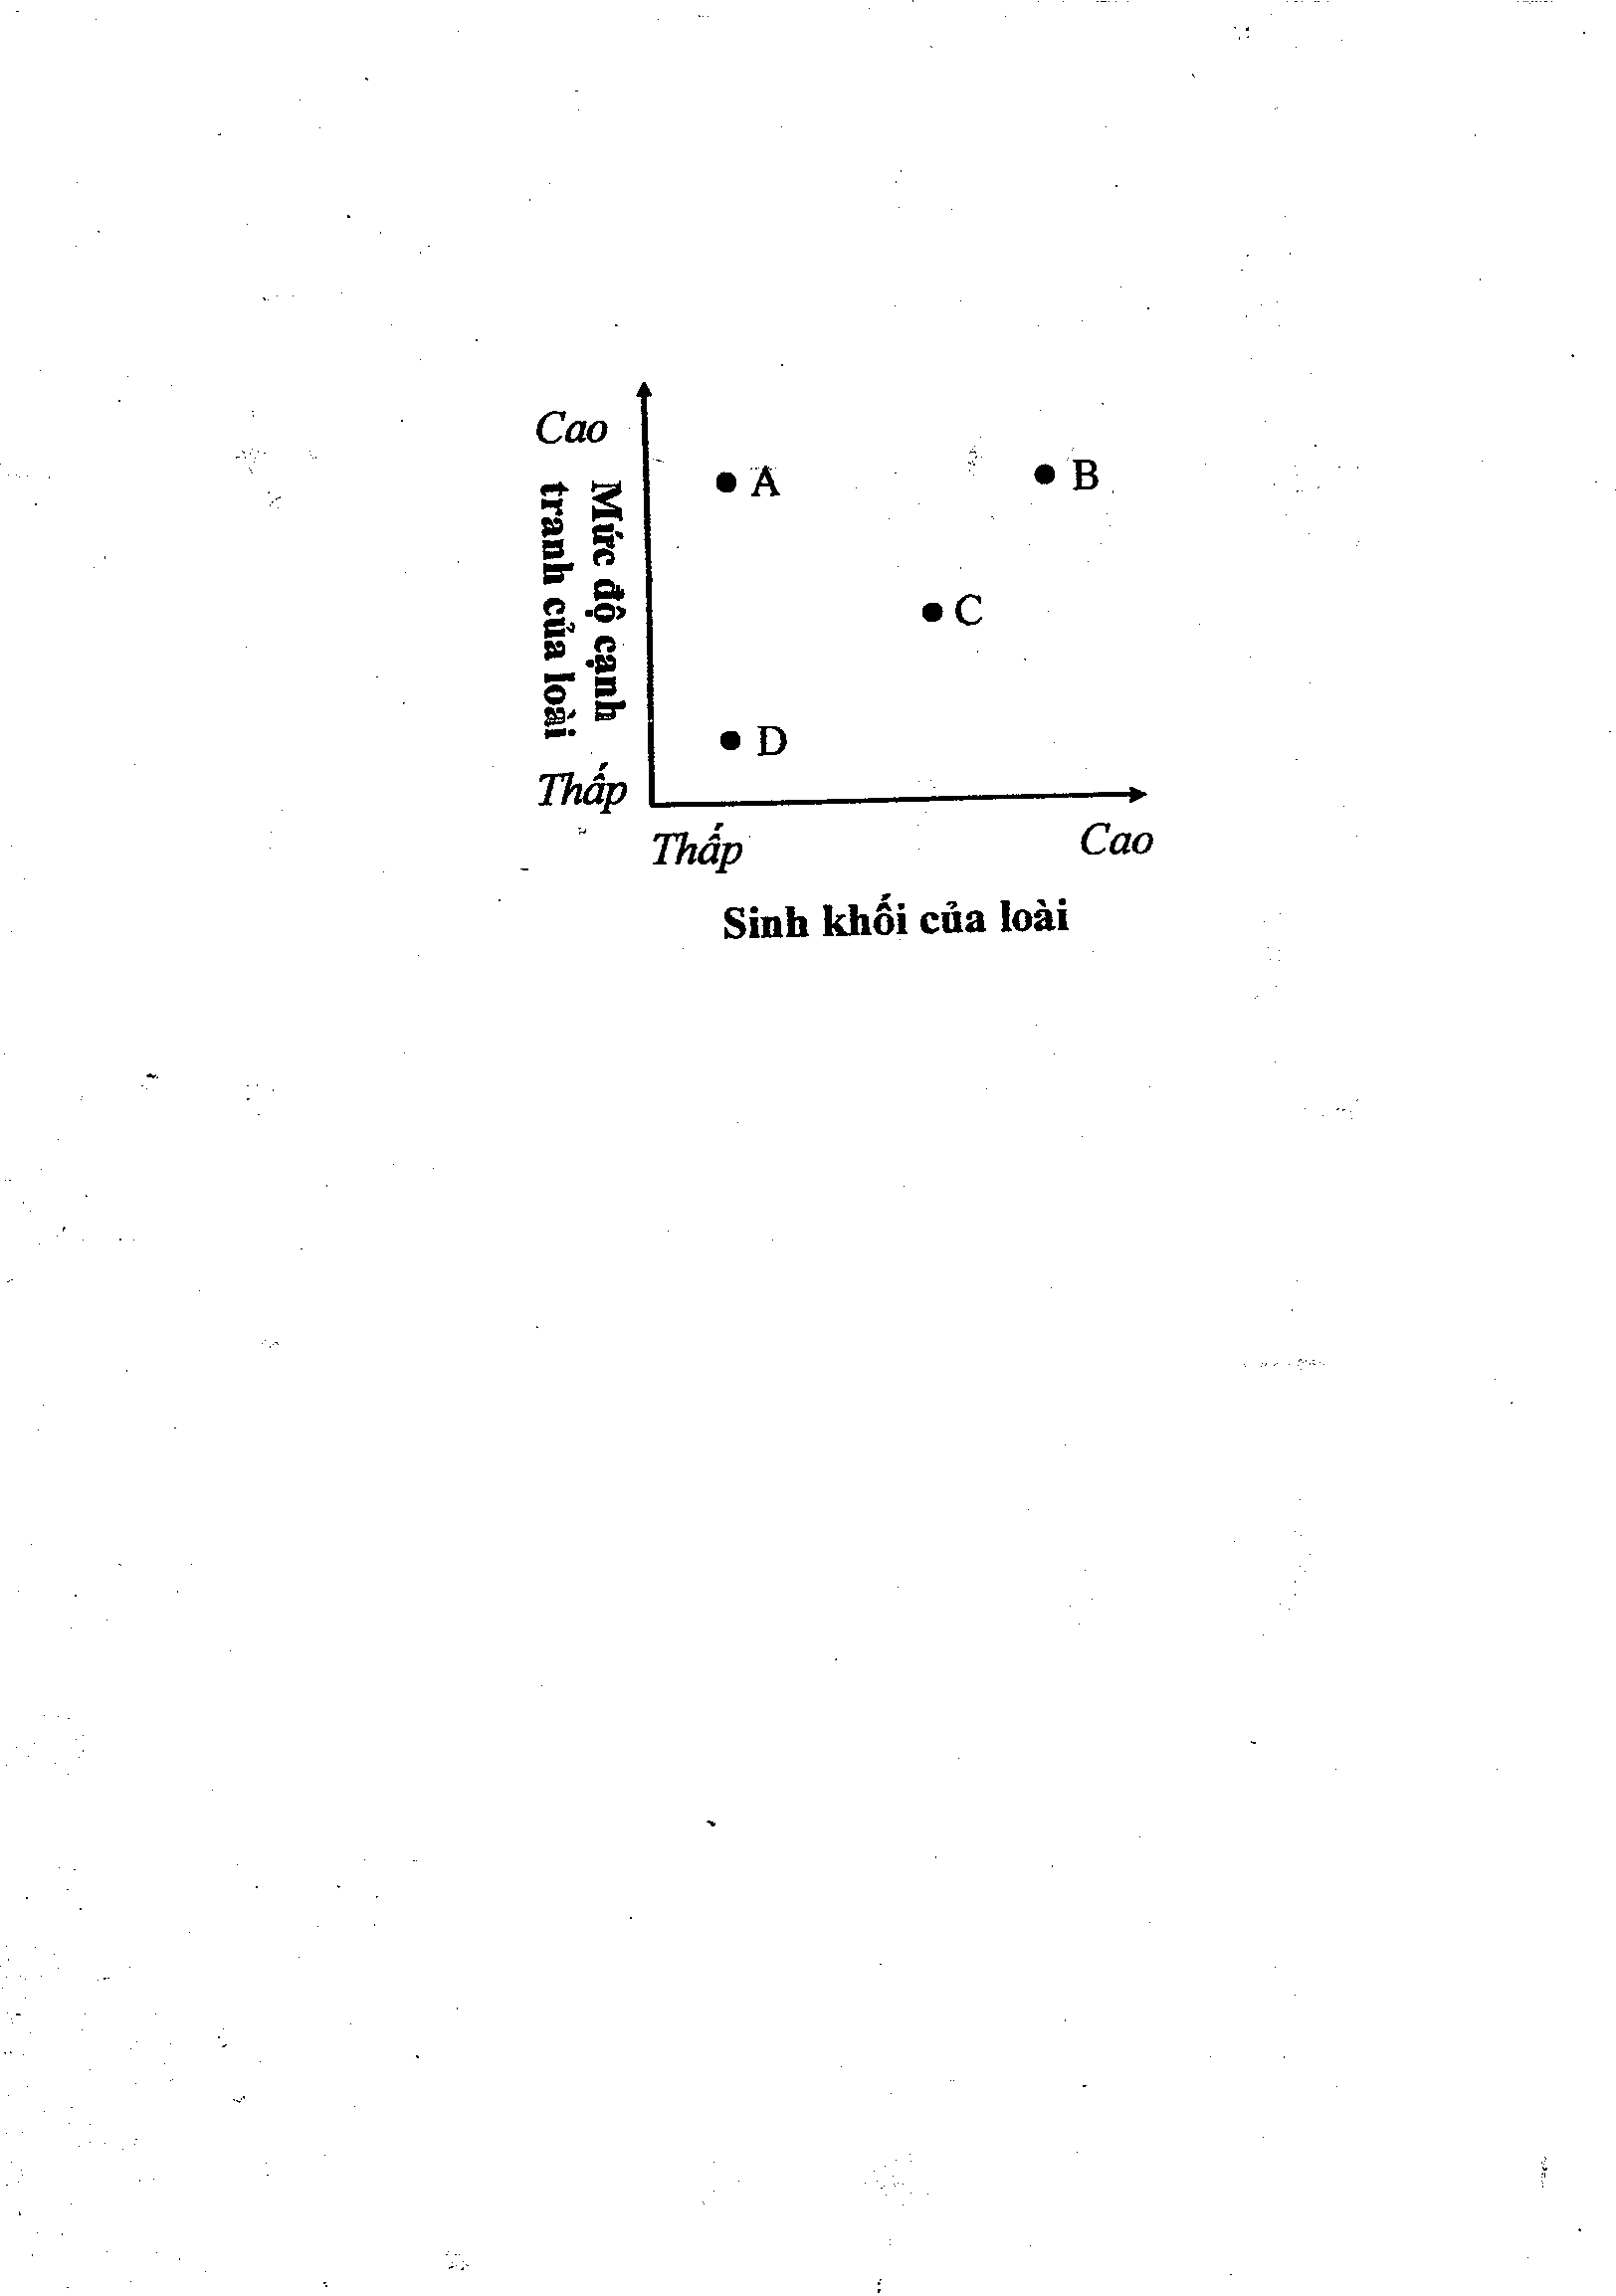 Cao
A
B
Mức độ cạnh
tranh của loài
C
D
Thấp
Thấp
Cao
Sinh khối của loài